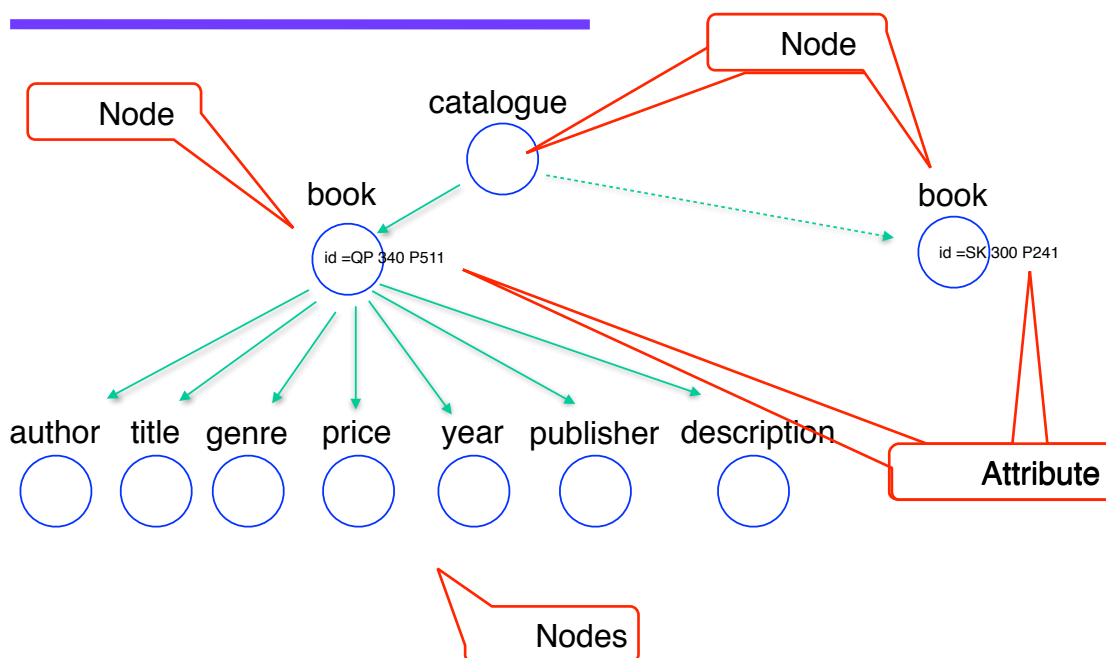 Node
Node
catalogue
book
book
id =QP 340 P511
id =SK 300 P241
author title genre price year publisher description
Attribute
Nodes